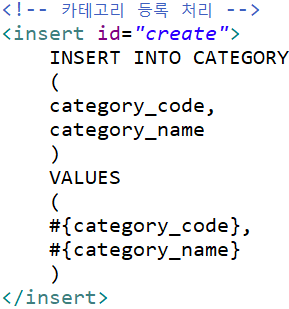 <!-- 카테고리 등록 처리 -->
<insert id="create">
INSERT INTO CATEGORY
(
category_code,
category_name
)
VALUES
(
#{category_code},
#{category_name}
)
</insert>